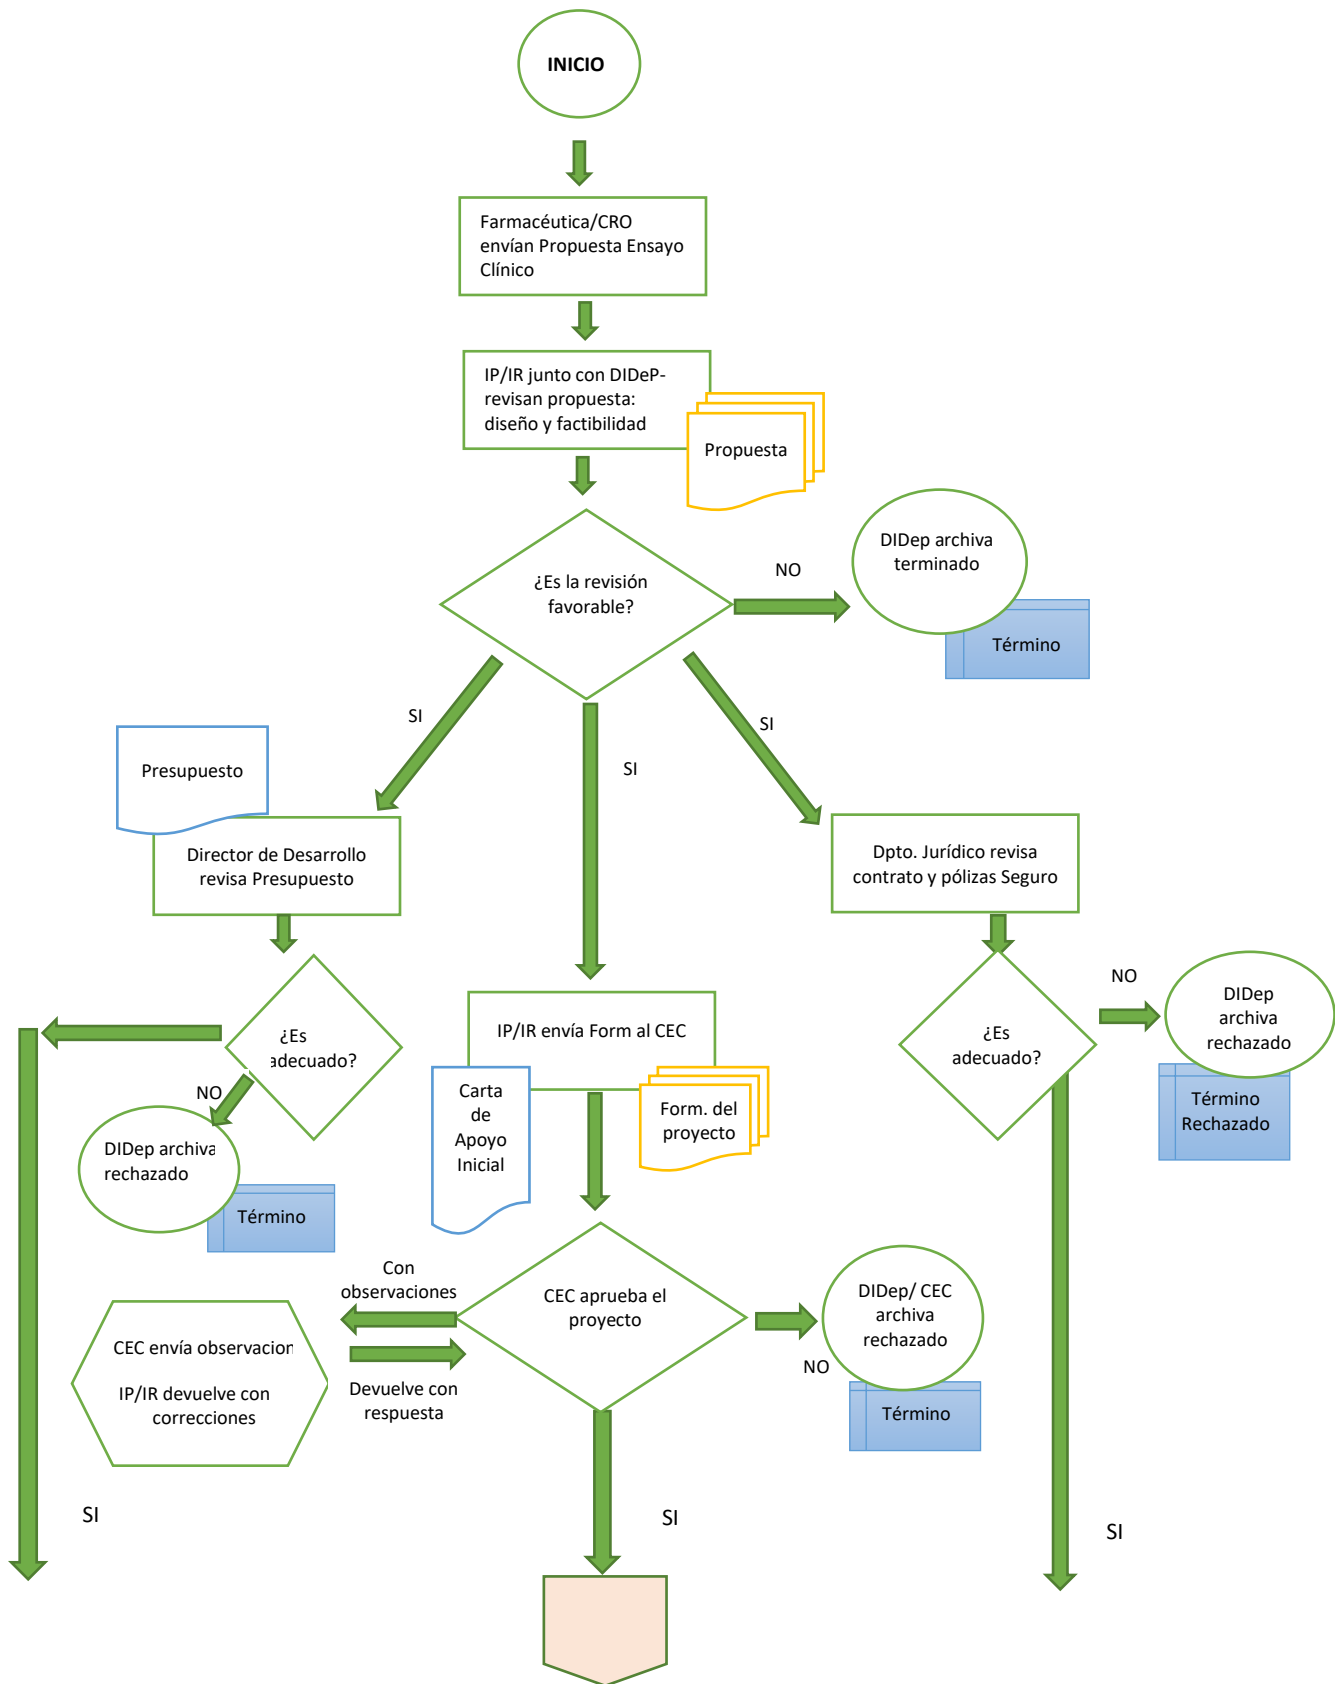 INICIO
Farmacéutica/CRO
envían Propuesta Ensayo
Clínico
IP/IR junto con DIDeP-
revisan propuesta:
diseño y factibilidad
Propuesta
DIDep archiva
terminado
NO
¿Es la revisión
favorable?
Término
SI
SI
SI
Presupuesto
Director de Desarrollo
revisa Presupuesto
Dpto. Jurídico revisa
contrato y pólizas Seguro
NO
DIDep
archiva
rechazado
¿Es
adecuado?
IP/IR envía Form al CEC
¿Es
adecuado?
NO
Carta
de
Apoyo
Inicial
Form. del
proyecto
Término
Rechazado
DIDep archiva
rechazado
Término
Con
observaciones
CEC aprueba el
proyecto
DIDep/ CEC
archiva
rechazado
NO
CEC envía observacion
IP/IR devuelve con
correcciones
Devuelve con
respuesta
Término
SI
SI
SI